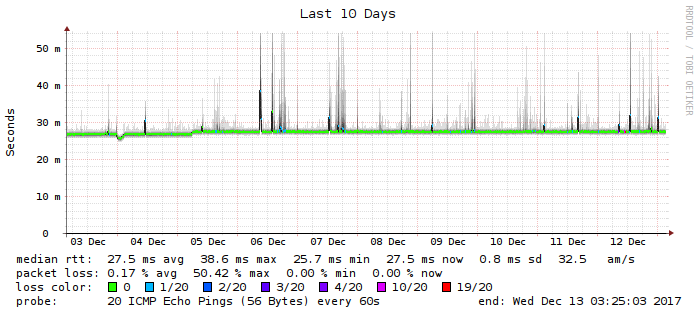 Last 10 Days
RRDTOOL / TOBI OETIKER
Seconds
50 m
40 m
30 m
20 m
10 m
0
03 Dec 04 Dec 05 Dec 06 Dec 07 Dec 08 Dec 09 Dec 10 Dec 11 Dec 12 Dec
median rtt: 27.5 ms avg 38.6 ms max 25.7 ms min 27.5 ms now 0.8 ms sd 32.5 am/s
packet loss: 0.17 % avg 50.42 % max 0.00 % min 0.00 % now
loss color: 0 1/20 2/20 3/20 4/20 10/20 19/20
probe: 20 ICMP Echo Pings (56 Bytes) every 60s end: Wed Dec 13 03:25:03 2017